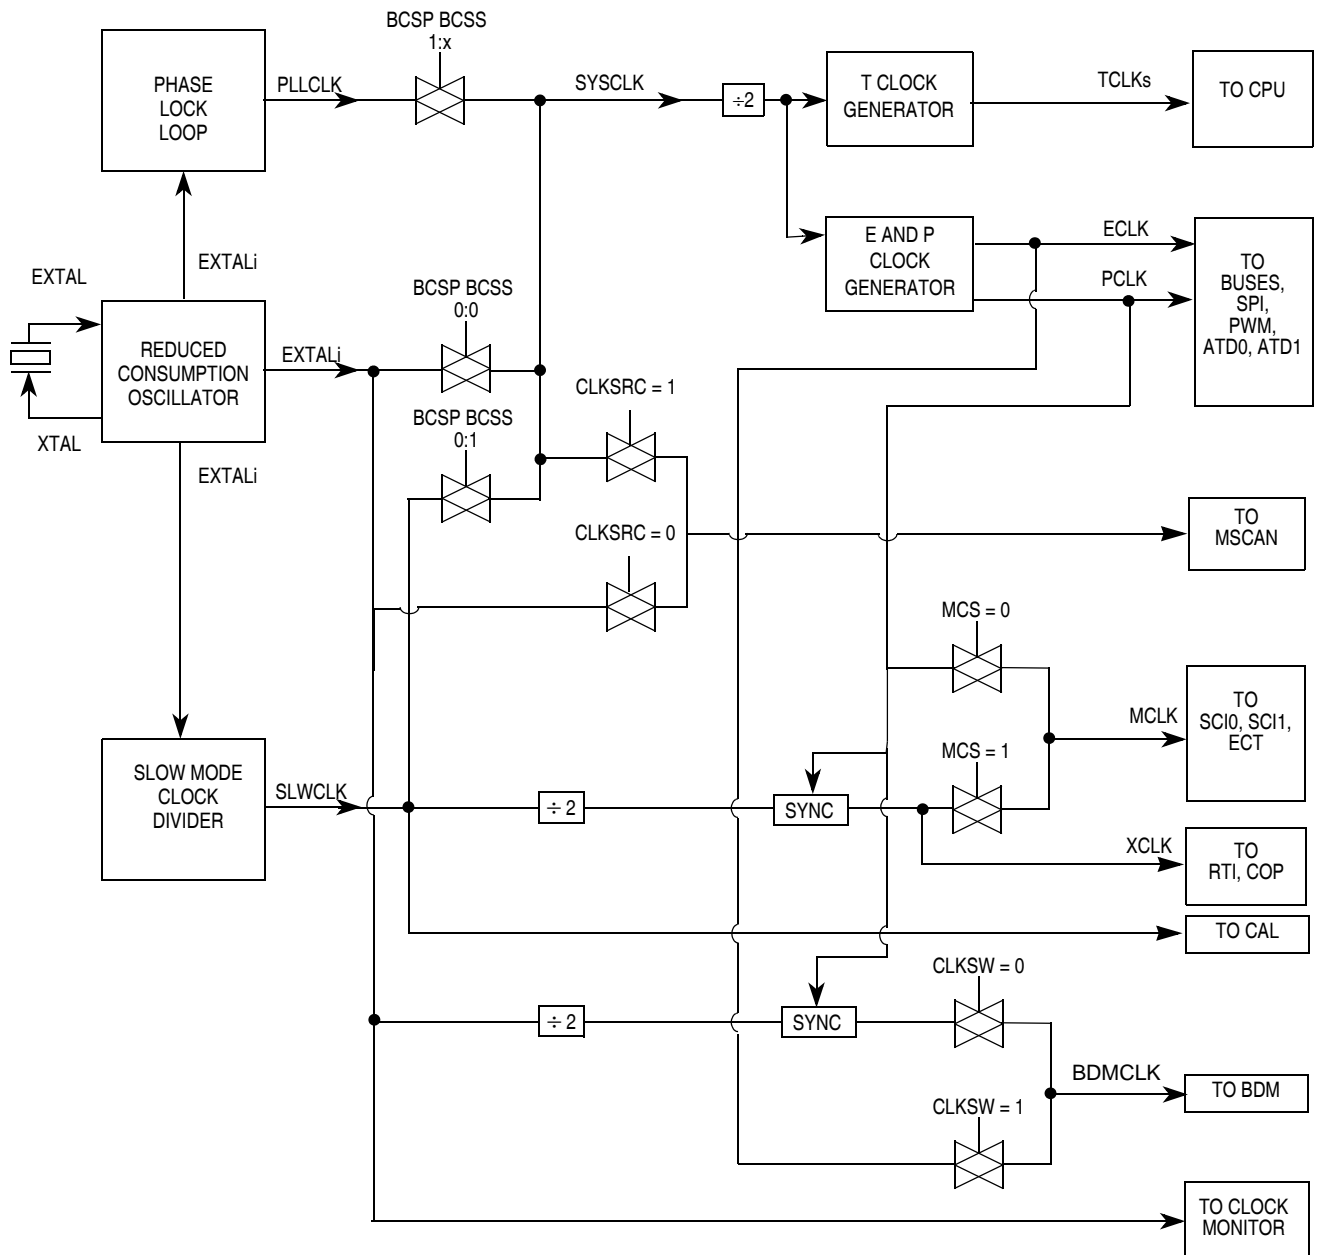 BCSP BCSS
1:x
PHASE
LOCK
LOOP
PLLCLK
SYSCLK
÷2
T CLOCK
GENERATOR
TCLKs
TO CPU
EXTALi
EXTAL
XTAL
REDUCED
CONSUMPTION
OSCILLATOR
EXTALi
BCSP BCSS
0:0
BCSP BCSS
0:1
E AND P
CLOCK
GENERATOR
ECLK
PCLK
TO
BUSES,
SPI,
PWM,
ATD0, ATD1
CLKSRC = 1
CLKSRC = 0
TO
MSCAN
EXTALi
MCS = 0
MCS = 1
MCLK
TO
SCI0, SCI1,
ECT
SLOW MODE
CLOCK
DIVIDER
SLWCLK
÷ 2
SYNC
XCLK
TO
RTI, COP
TO CAL
CLKSW = 0
÷ 2
SYNC
BDMCLK
TO BDM
CLKSW = 1
TO CLOCK
MONITOR